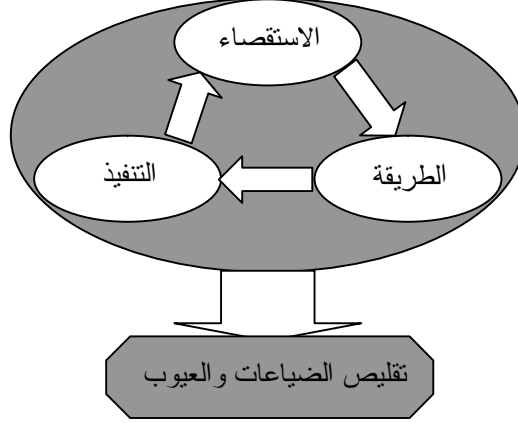 الاستقصاء
الطريقة
التنفيذ
تقليص الضياعات والعيوب